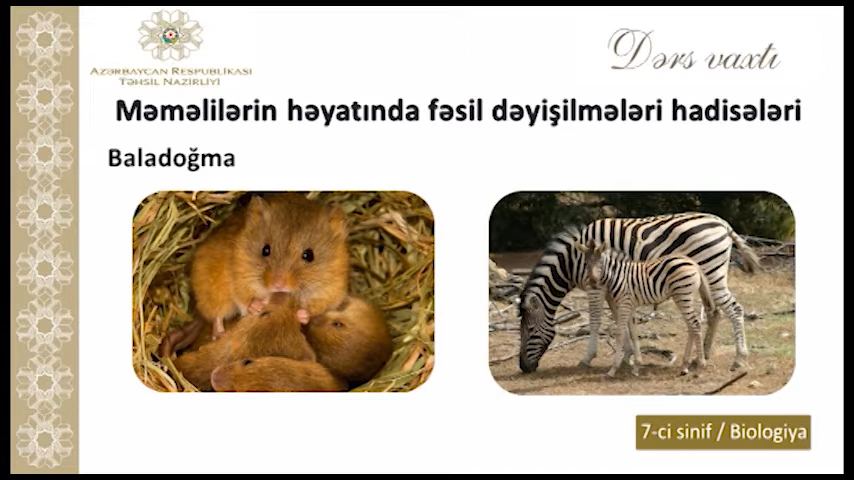 AZƏRBAYCAN RESPUBLİKASI
TƏHSİL NAZİRLİYİ
Dərs vaxtı
Məməlilərin həyatında fəsil dəyişilmələri hadisələri
Baladoğma
7-ci sinif / Biologiya